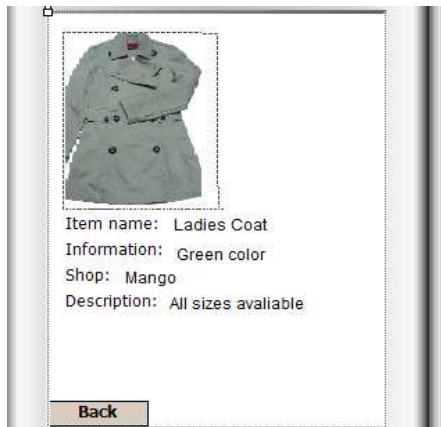 Item name: Ladies Coat
Information: Green color
Shop: Mango
Description: All sizes avaliable
Back